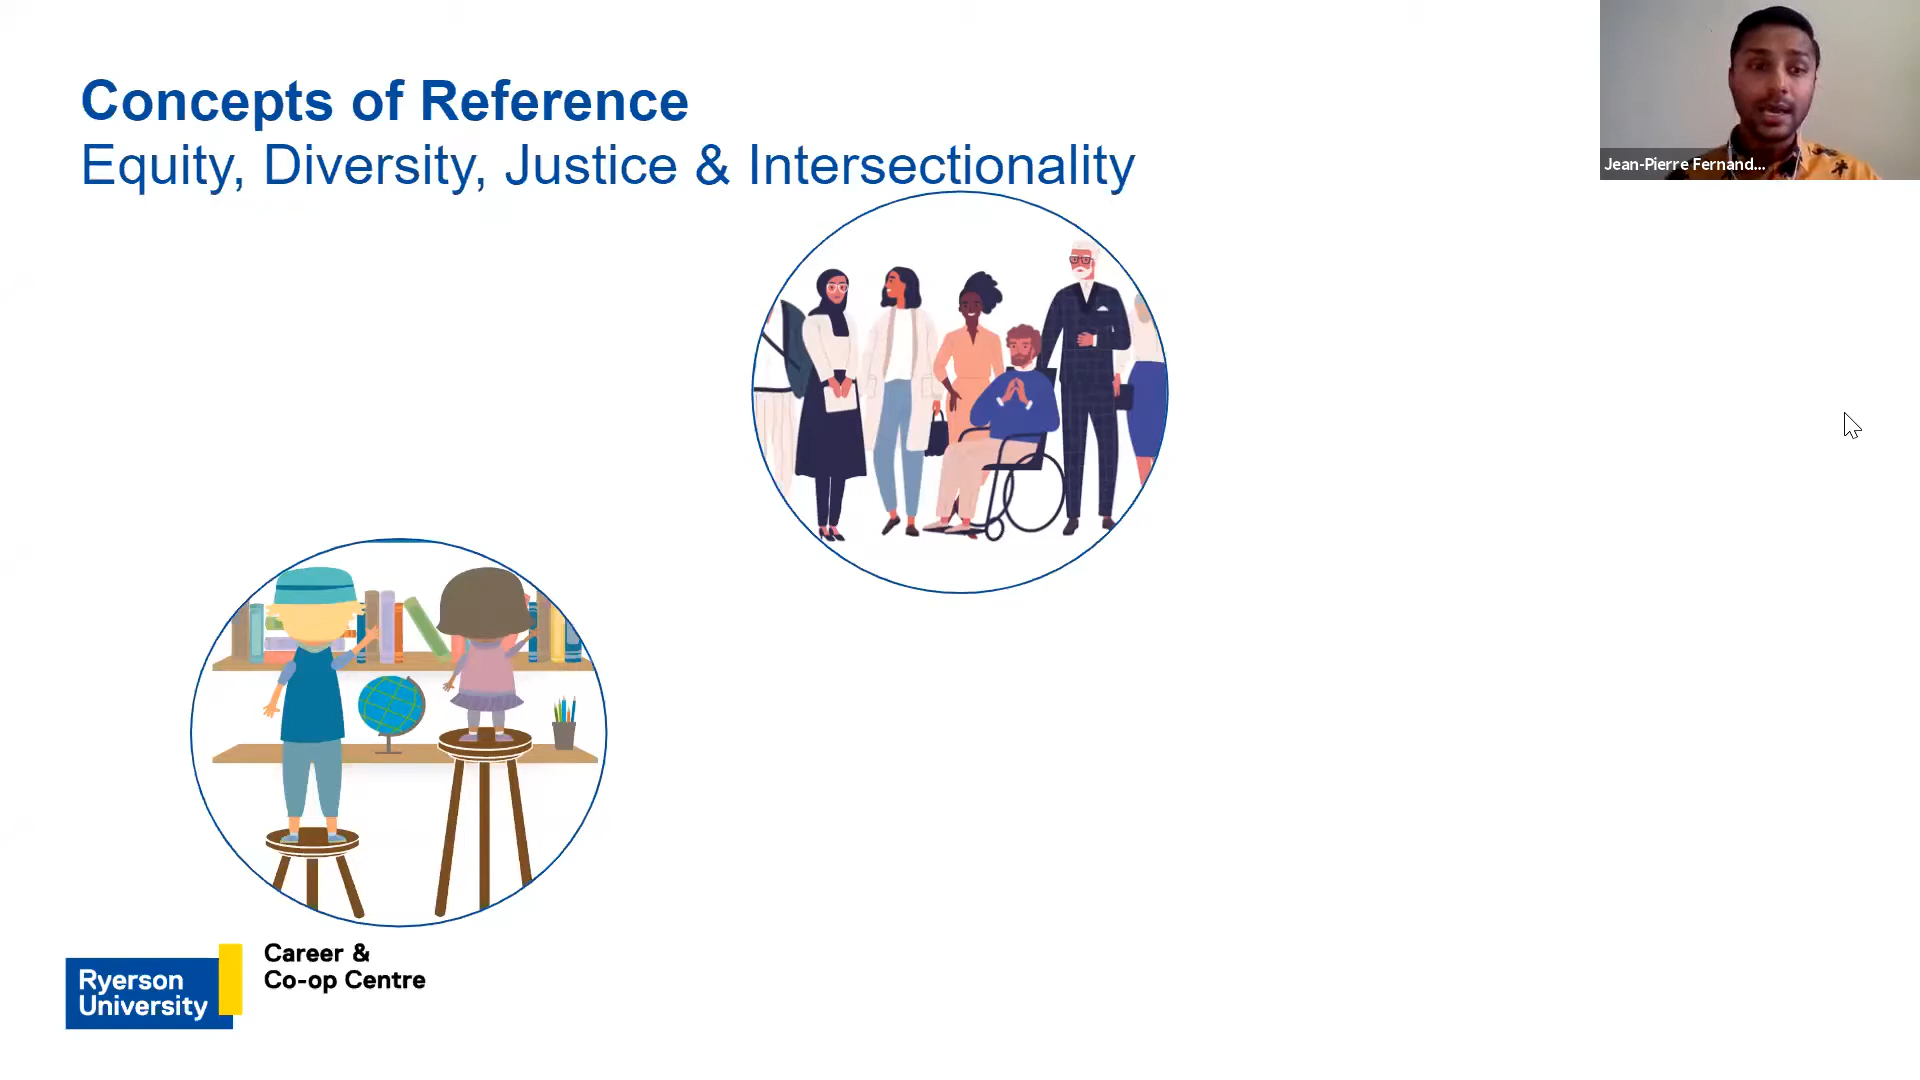 Concepts of Reference
Equity, Diversity, Justice & Intersectionality
Jean-Pierre Fernand...
Ryerson
University
Career &
Co-op Centre